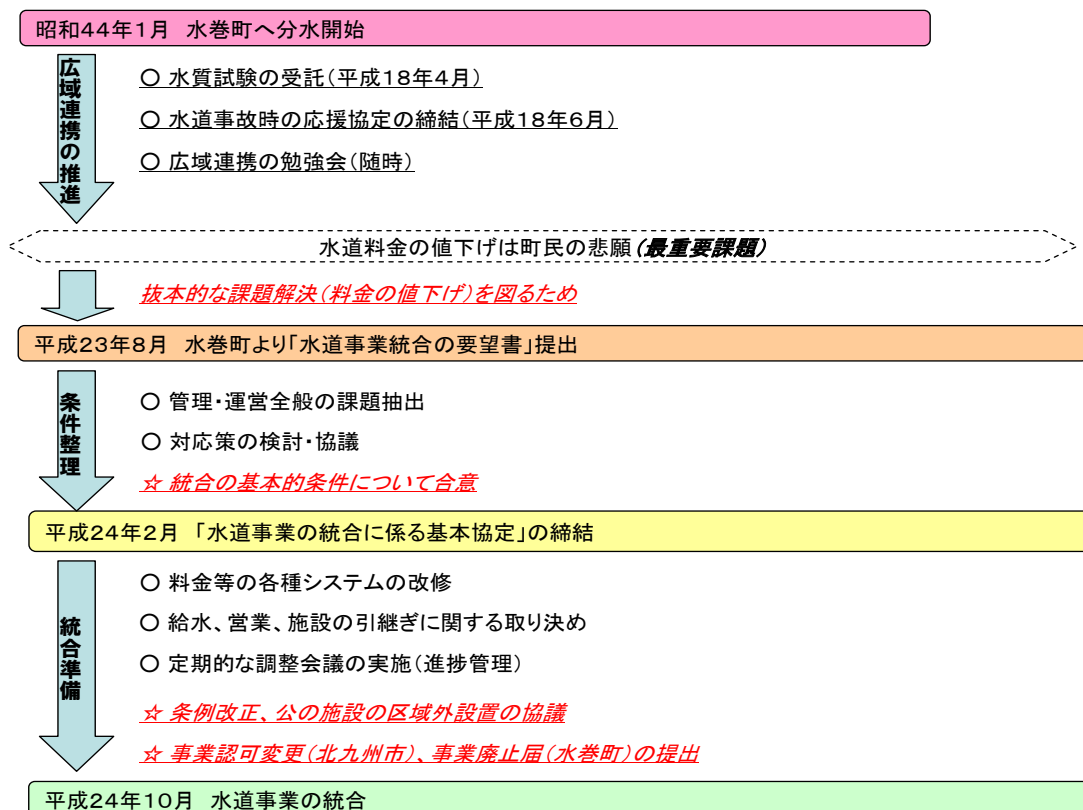 昭和44年1月 水巻町へ分水開始
広域連携の推進
○ 水質試験の受託(平成18年4月)
○ 水道事故時の応援協定の締結(平成18年6月)
○ 広域連携の勉強会(随時)
水道料金の値下げは町民の悲願(最重要課題)
抜本的な課題解決(料金の値下げ)を図るため
平成23年8月 水巻町より「水道事業統合の要望書」提出
条件整理
○ 管理・運営全般の課題抽出
○ 対応策の検討・協議
☆ 統合の基本的条件について合意
平成24年2月 「水道事業の統合に係る基本協定」の締結
統合準備
○ 料金等の各種システムの改修
○ 給水、営業、施設の引継ぎに関する取り決め
○ 定期的な調整会議の実施(進捗管理)
☆ 条例改正、公の施設の区域外設置の協議
☆ 事業認可変更(北九州市)、事業廃止届(水巻町)の提出
平成24年10月 水道事業の統合